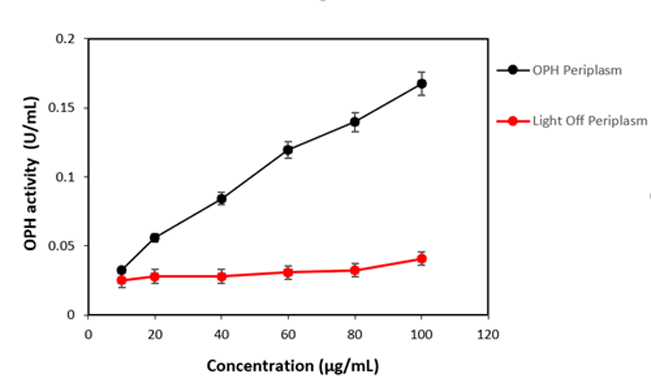 0.2
0.15
0.1
0.05
0
0 20 40 60 80 100 120
OPH activity (U/mL)
Concentration (µg/mL)
OPH Periplasm
Light Off Periplasm